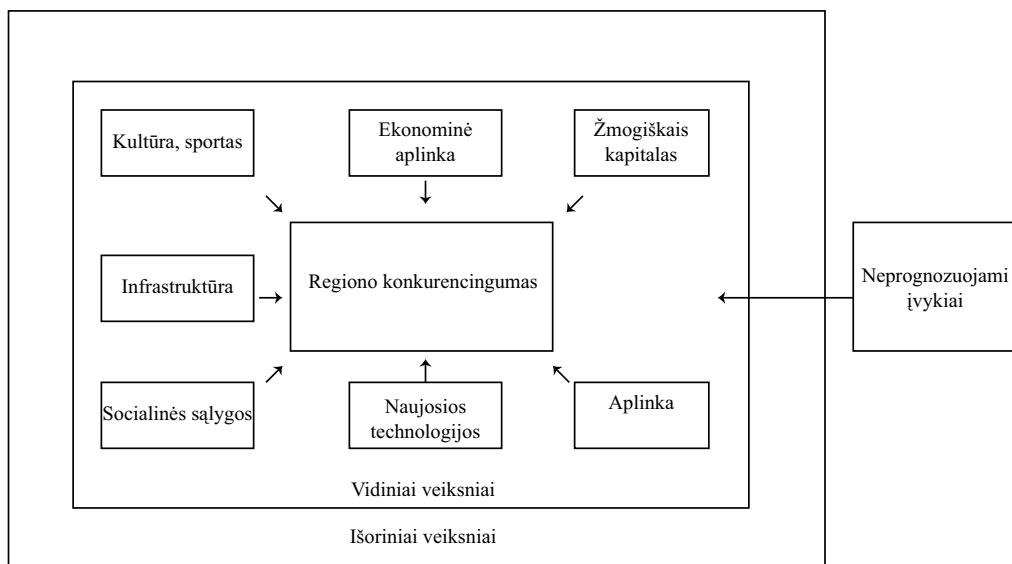 Kultūra, sportas
Ekonominė
aplinka
Žmogiškais
kapitalas
Infrastruktūra
Regiono konkurencingumas
Neprognozuojami
įvykiai
Socialinės sąlygos
Naujosios
technologijos
Aplinka
Vidiniai veiksniai
Išoriniai veiksniai